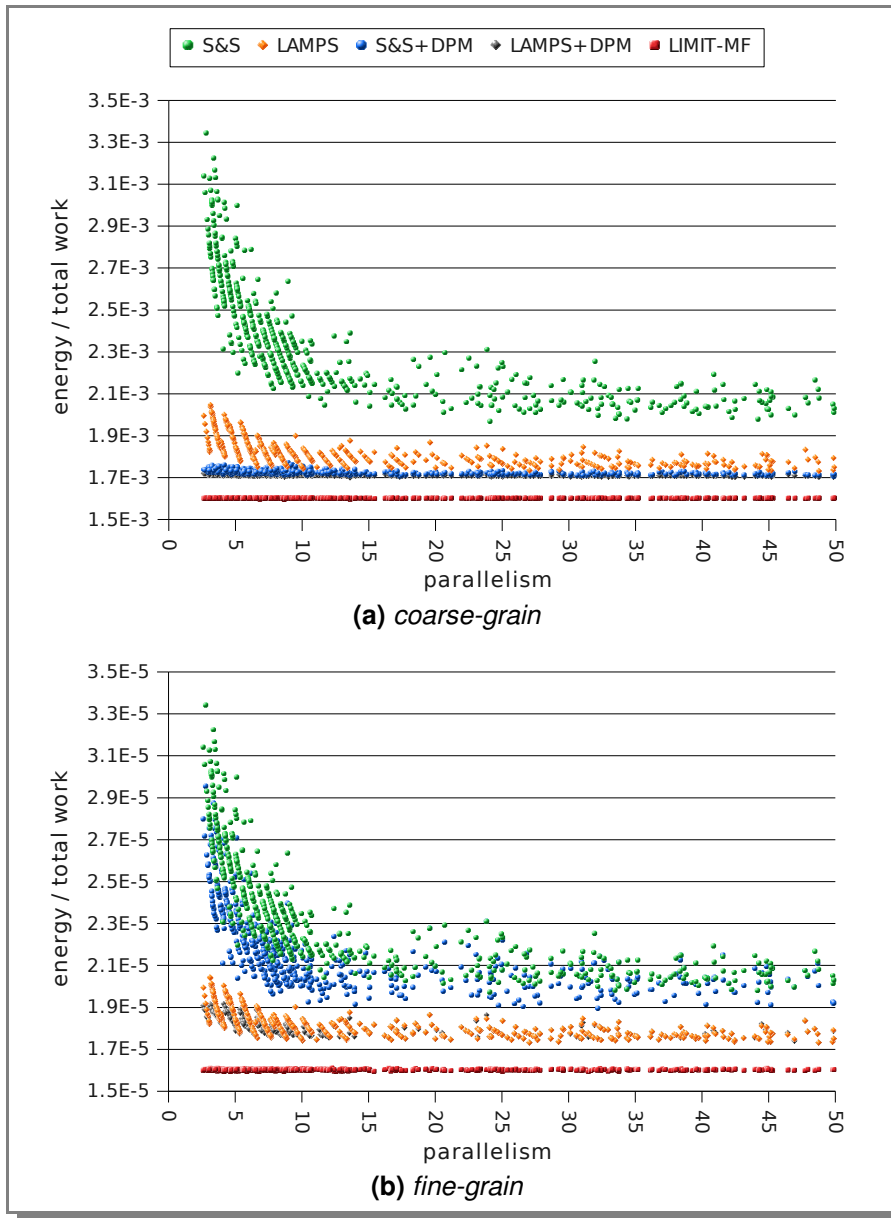 S&S LAMPS S&S+DPM LAMPS+DPM LIMIT-MF
3.5E-3
3.3E-3
3.1E-3
2.9E-3
2.7E-3
2.5E-3
2.3E-3
2.1E-3
1.9E-3
1.7E-3
1.5E-3
energy / total work
0 5 10 15 20 25 30 35 40 45 50
parallelism
(a) coarse-grain
3.5E-5
3.3E-5
3.1E-5
2.9E-5
2.7E-5
2.5E-5
2.3E-5
2.1E-5
1.9E-5
1.7E-5
1.5E-5
energy / total work
0 5 10 15 20 25 30 35 40 45 50
parallelism
(b) fine-grain